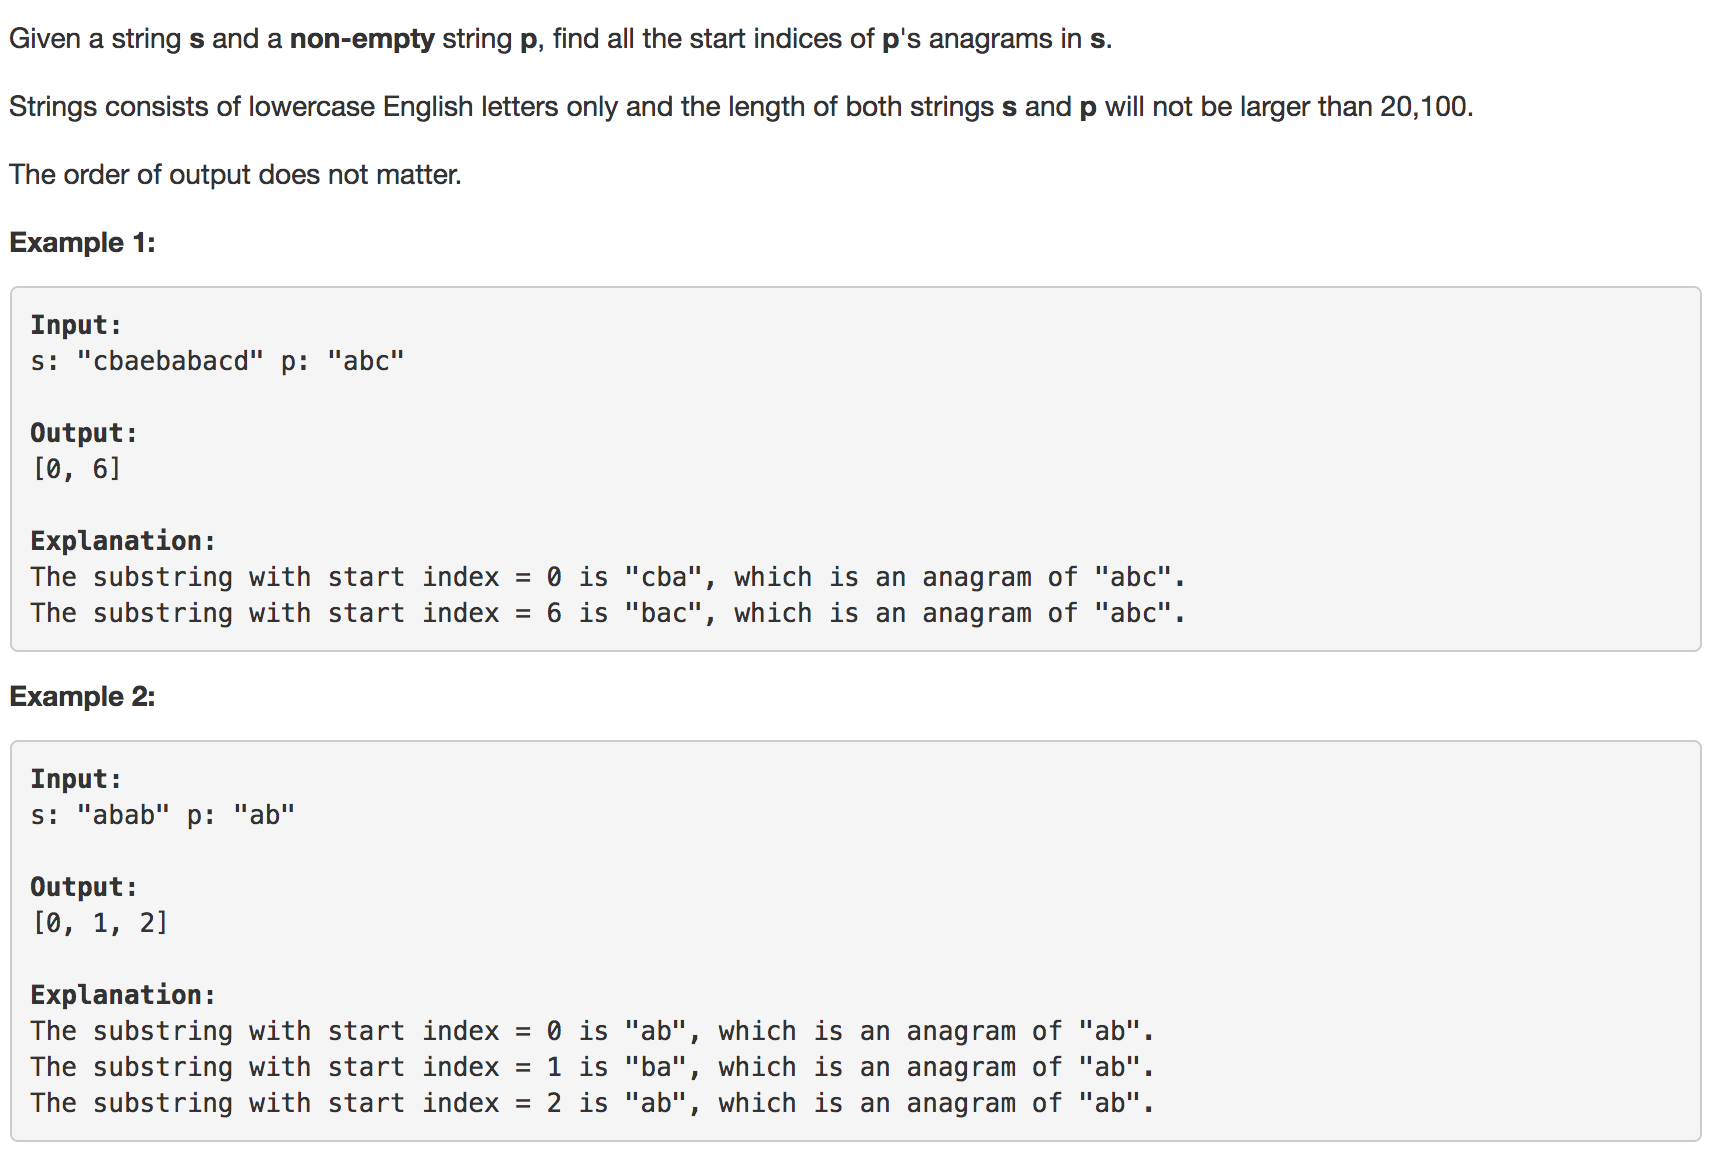 Given a string s and a non-empty string p, find all the start indices of p's anagrams in s.
Strings consists of lowercase English letters only and the length of both strings s and p will not be larger than 20,100.
The order of output does not matter.
Example 1:
Input:
s: "cbaebabacd" p: "abc"
Output:
[0, 6]
Explanation:
The substring with start index = 0 is "cba", which is an anagram of "abc".
The substring with start index = 6 is "bac", which is an anagram of "abc".
Example 2:
Input:
s: "abab" p: "ab"
Output:
[0, 1, 2]
Explanation:
The substring with start index = 0 is "ab", which is an anagram of "ab".
The substring with start index = 1 is "ba", which is an anagram of "ab".
The substring with start index = 2 is "ab", which is an anagram of "ab".